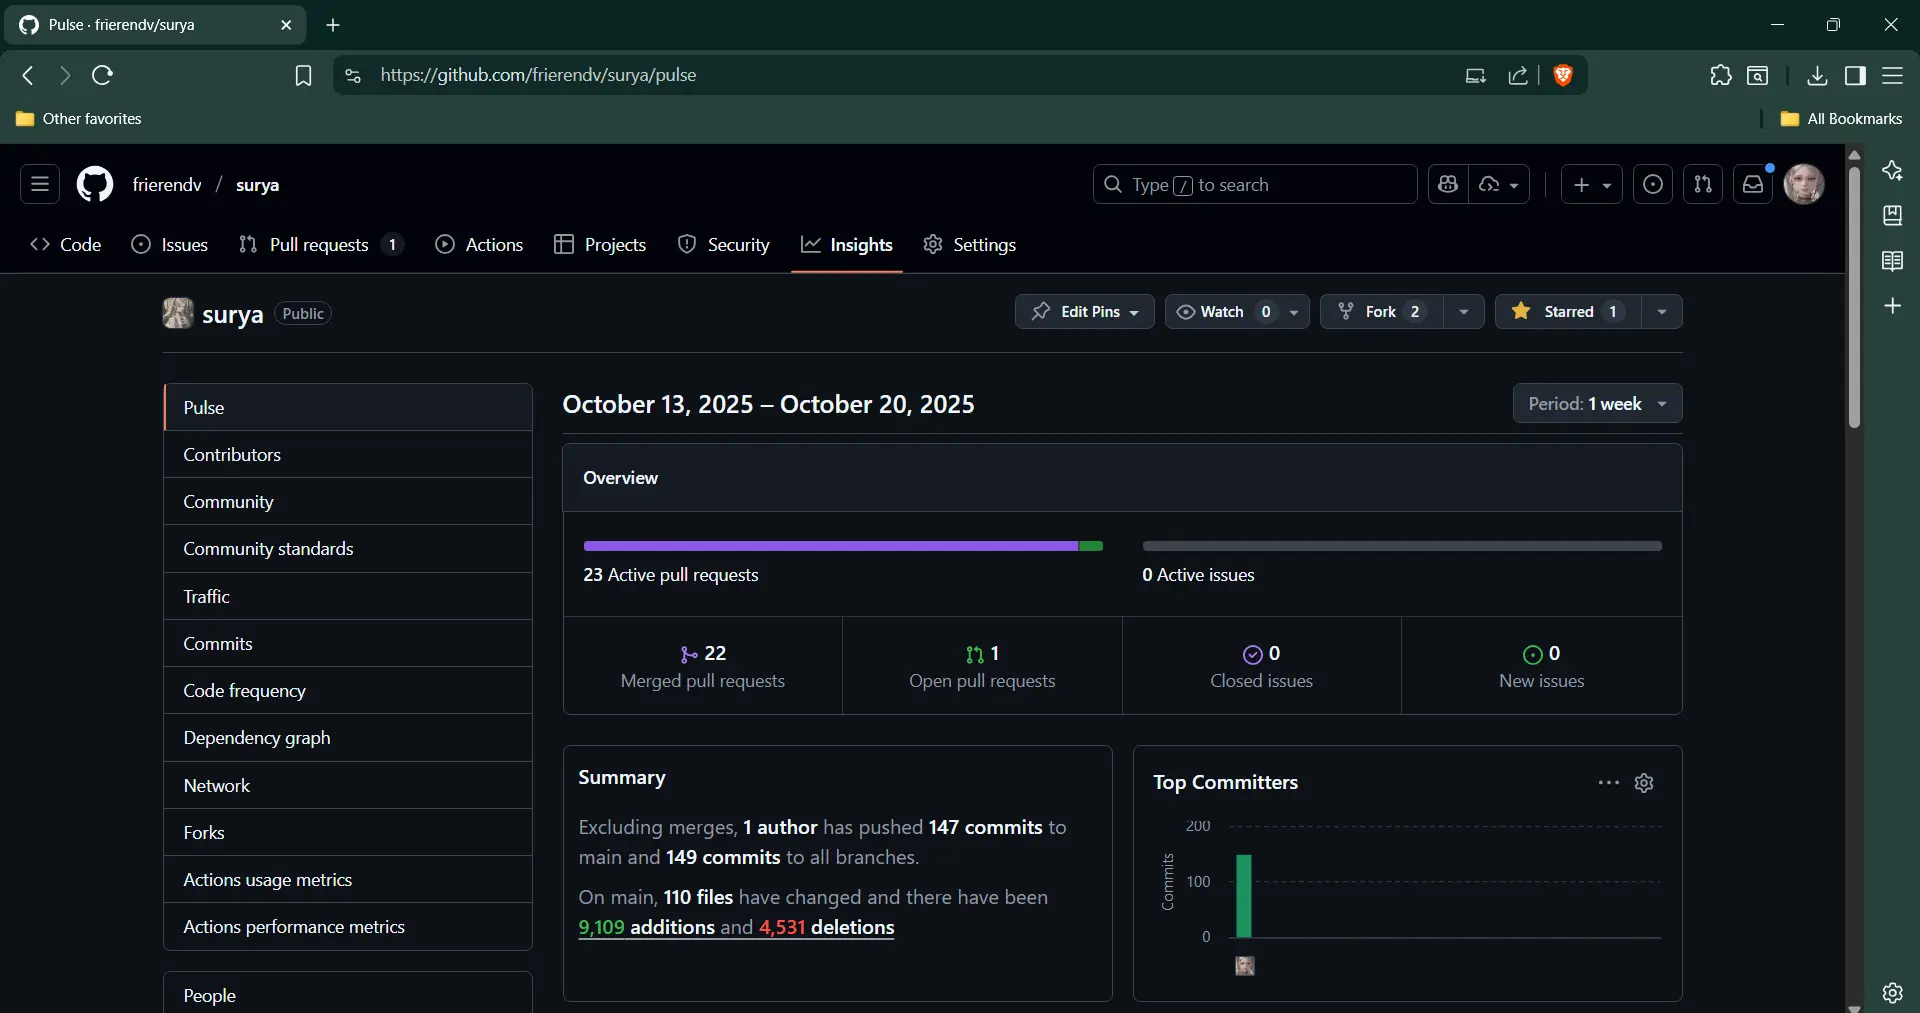 Pulse · frierendv/surya
https://github.com/frierendv/surya/pulse
Other favorites
All Bookmarks
frierendv / surya
Type / to search
Code
Issues
Pull requests 1
Actions
Projects
Security
Insights
Settings
surya Public
Edit Pins
Watch 0
Fork 2
Starred 1
Pulse
Contributors
Community
Community standards
Traffic
Commits
Code frequency
Dependency graph
Network
Forks
Actions usage metrics
Actions performance metrics
People
October 13, 2025 – October 20, 2025
Period: 1 week
Overview
23 Active pull requests
0 Active issues
22
Merged pull requests
1
Open pull requests
0
Closed issues
0
New issues
Summary
Excluding merges, 1 author has pushed 147 commits to
main and 149 commits to all branches.
On main, 110 files have changed and there have been
9,109 additions and 4,531 deletions
Top Committers
200
100
0
Commits